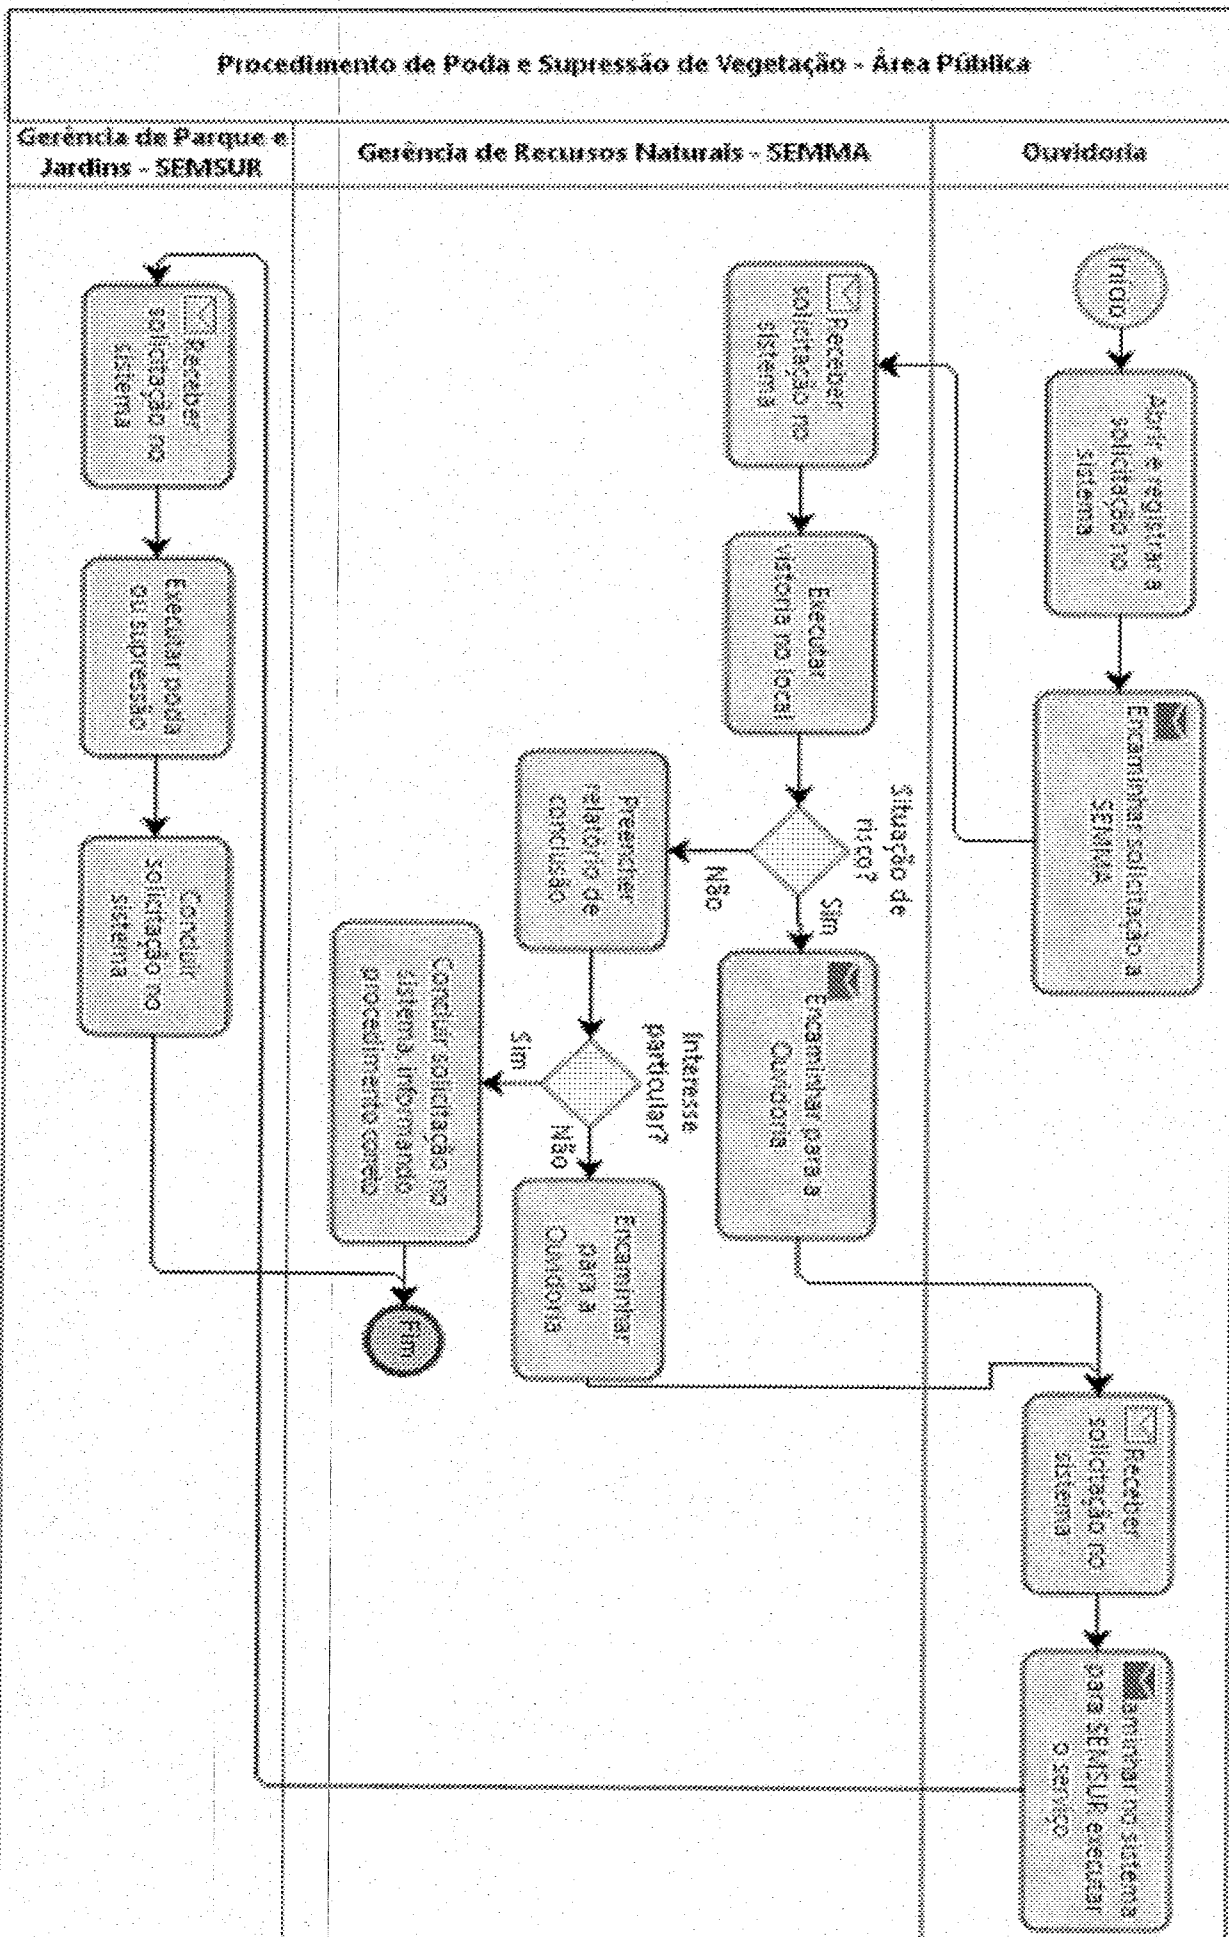 Procedimento de Poda e Supressão de Vegetação - Área Pública
Gerência de Parque e
Jardins - SEMSUR
Gerência de Recursos Naturais - SEMMA
Ouvidoria
Início
Abrir e registrar a
solicitação no
sistema
Encaminhar solicitação a
SEMMA
Receber
solicitação no
sistema
Executar
vistoria no local
Situação de
risco?
Sim
Não
Encaminhar para a
Ouvidoria
Preencher
relatório de
conclusão
Interesse
particular?
Sim
Não
Concluir solicitação no
sistema informando
procedimento
Encaminhar
para a
Ouvidoria
Fim
Receber
solicitação no
sistema
aminhar no sistema
para SEMSUR executar
o serviço
Receber
solicitação no
sistema
Executar poda
ou supressão
Concluir
solicitação no
sistema